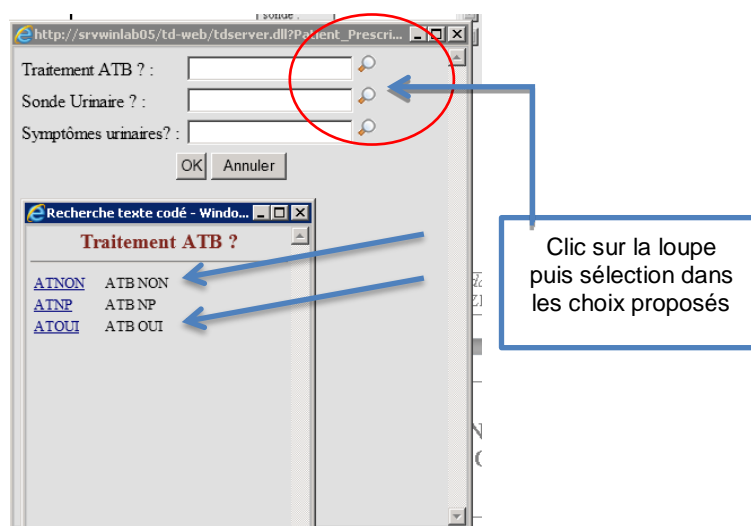 sonde :
http://srvwinlab05/td-web/tdserver.dll?Patient_Prescri...
Traitement ATB ? :
Sonde Urinaire ? :
Symptômes urinaires? :
OK Annuler
Recherche texte codé - Windo...
Traitement ATB ?
ATNON ATB NON
ATNP ATB NP
ATOUI ATB OUI
Clic sur la loupe
puis sélection dans
les choix proposés